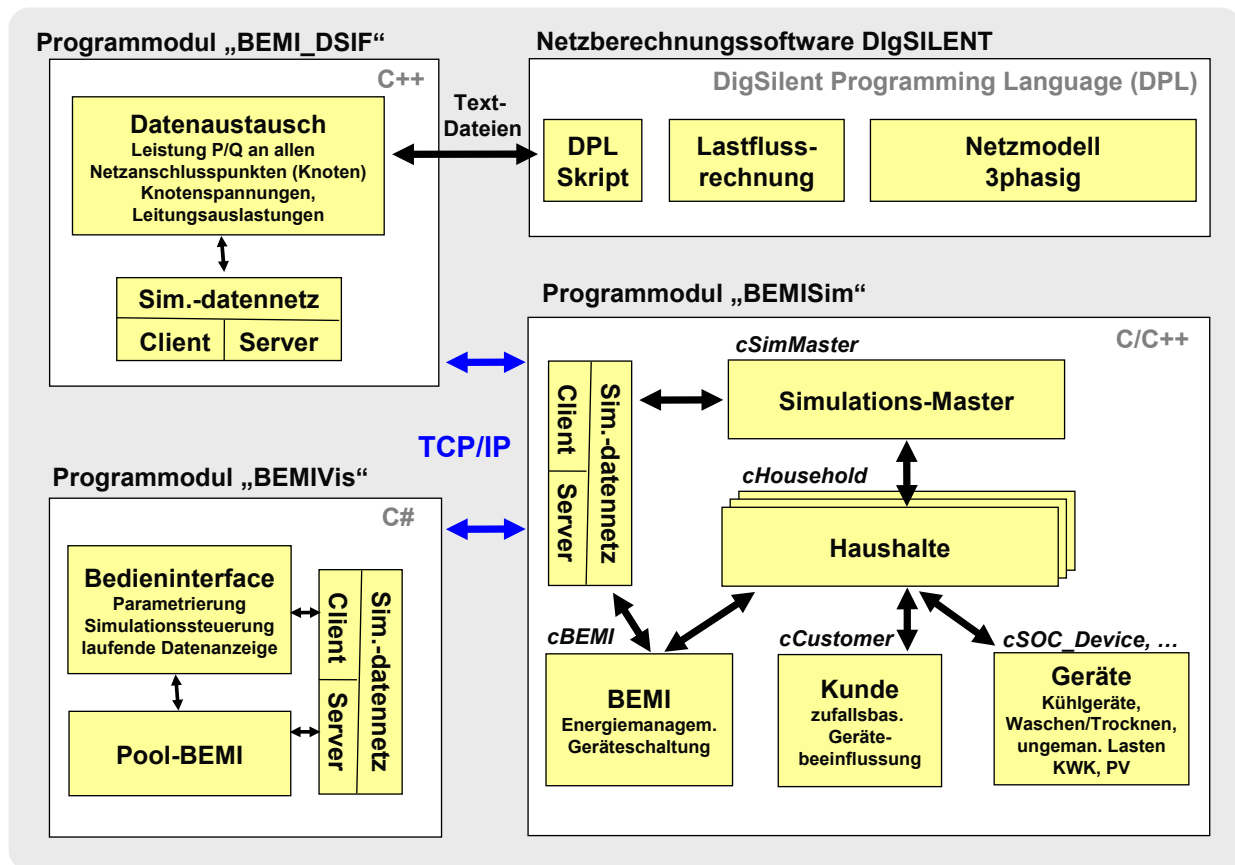 Programmodul „BEMI_DSIF“
C++
Datenaustausch
Leistung P/Q an allen
Netzanschlusspunkten (Knoten)
Knotenspannungen,
Leitungsauslastungen
Sim.-datennetz
Client
Server
Text-
Dateien
Netzberechnungssoftware DIgSILENT
DigSilent Programming Language (DPL)
DPL
Skript
Lastfluss-
rechnung
Netzmodell
3phasig
TCP/IP
Programmodul „BEMISim“
C/C++
Sim.-datennetz
Client
Server
cSimMaster
Simulations-Master
cHousehold
Haushalte
cBEMI
BEMI
Energiemanagem.
Geräteschaltung
cCustomer
Kunde
zufallsbas.
Geräte-
beeinflussung
cSOC_Device, …
Geräte
Kühlgeräte,
Waschen/Trocknen,
ungeman. Lasten
KWK, PV
Programmodul „BEMIVis“
C#
Bedieninterface
Parametrierung
Simulationssteuerung
laufende Datenanzeige
Pool-BEMI
Sim.-datennetz
Client
Server